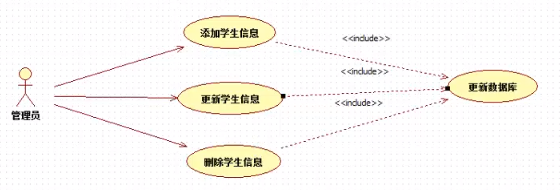 添加学生信息
<<include>>
<<include>>
更新学生信息
更新数据库
<<include>>
管理员
删除学生信息